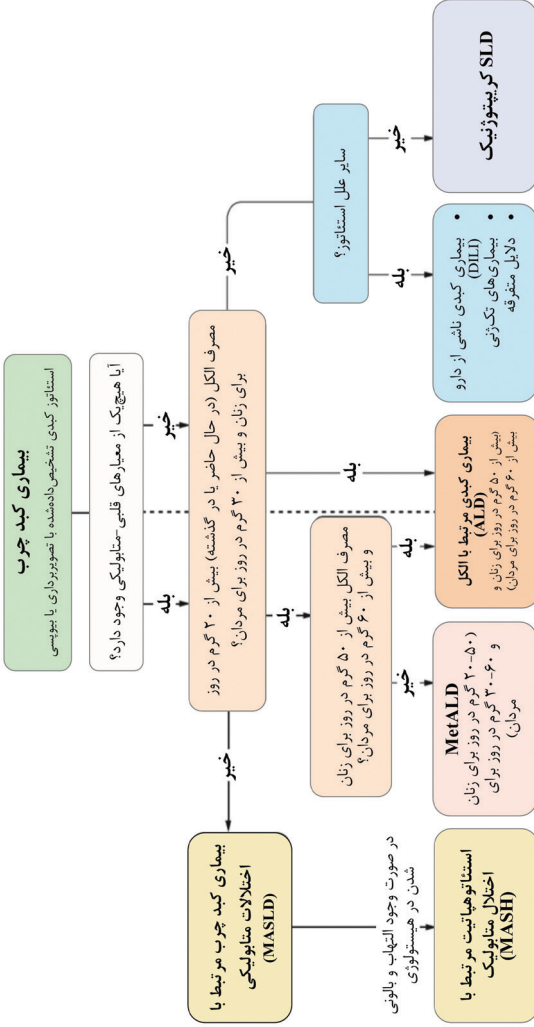 بیماری کبد چرب
استئاتوز کبدی تشخیص‌داده‌شده با تصویربرداری یا بیوپسی
آیا هیچ‌یک از معیارهای قلبی-متابولیکی وجود دارد؟
بله
خیر
مصرف الکل (در حال حاضر یا در گذشته) بیش از ۲۰ گرم در روز
برای زنان و بیش از ۳۰ گرم در روز برای مردان؟
خیر
بله
بله
خیر
بیماری کبد چرب مرتبط با
اختلالات متابولیکی
(MASLD)
مصرف الکل بیش از ۵۰ گرم در روز برای زنان
و بیش از ۶۰ گرم در روز برای مردان؟
سایر علل استئاتوز؟
در صورت وجود التهاب و بالونی
شدن در هیستولوژی
خیر
بله
بله
خیر
استئاتوهپاتیت مرتبط با
اختلال متابولیک
(MASH)
MetALD
(۲۰-۵۰ گرم در روز برای زنان
و ۳۰-۶۰ گرم در روز برای
مردان)
بیماری کبدی مرتبط با الکل
(ALD)
(بیش از ۵۰ گرم در روز برای زنان و
بیش از ۶۰ گرم در روز برای مردان)
• بیماری کبدی ناشی از دارو
(DILI)
• بیماری‌های تک‌ژنی
• دلایل متفرقه
SLD کریپتوژنیک